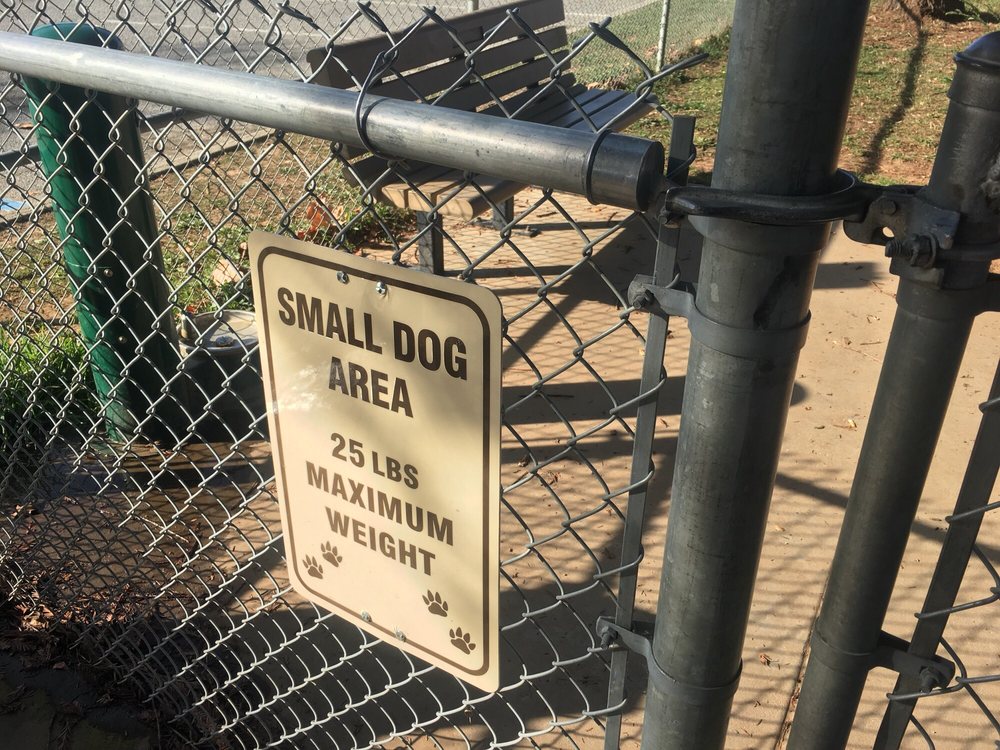 SMALL DOG
AREA
25 LBS
MAXIMUM
WEIGHT